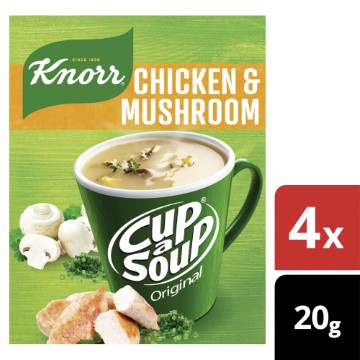 SINCE 1838
Knorr
CHICKEN &
MUSHROOM
Cup
a
Soup®
Original
4x
20g